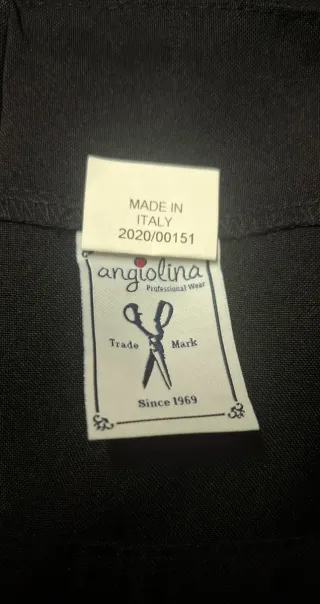 MADE IN
ITALY
2020/00151
angiolina
Professional Wear
Trade Mark
Since 1969